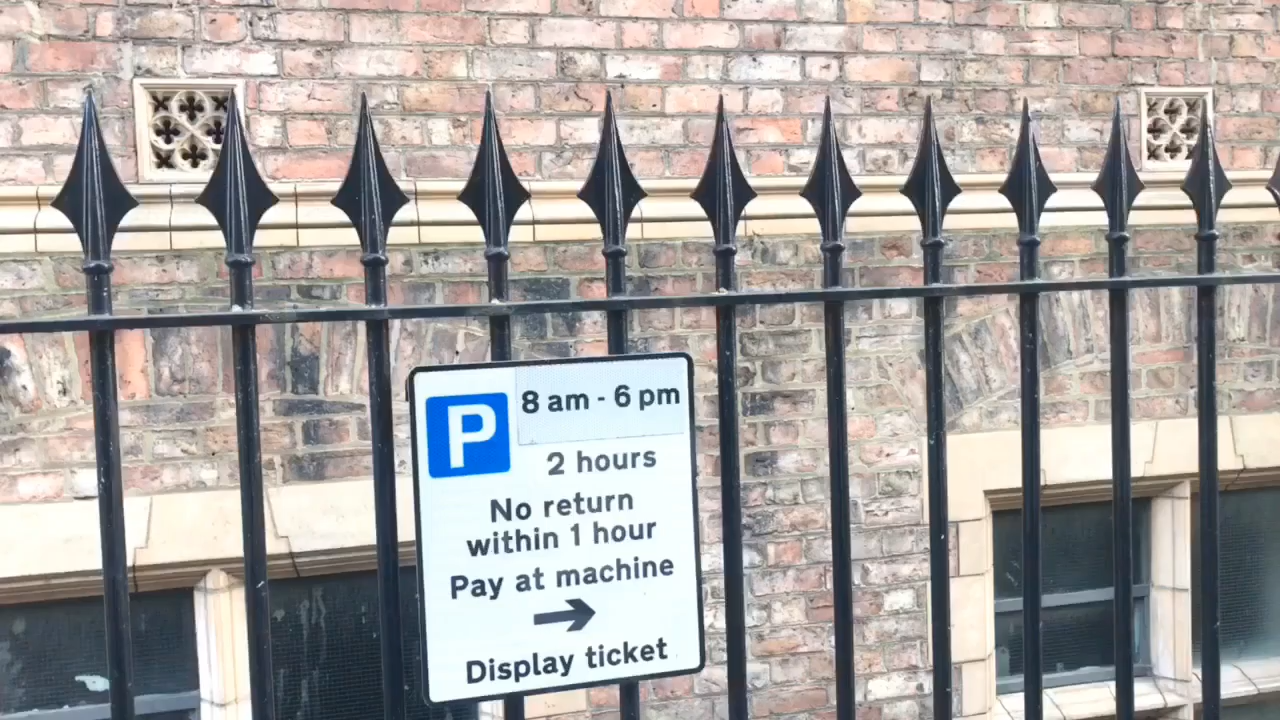 P 8 am - 6 pm
2 hours
No return
within 1 hour
Pay at machine
→
Display ticket